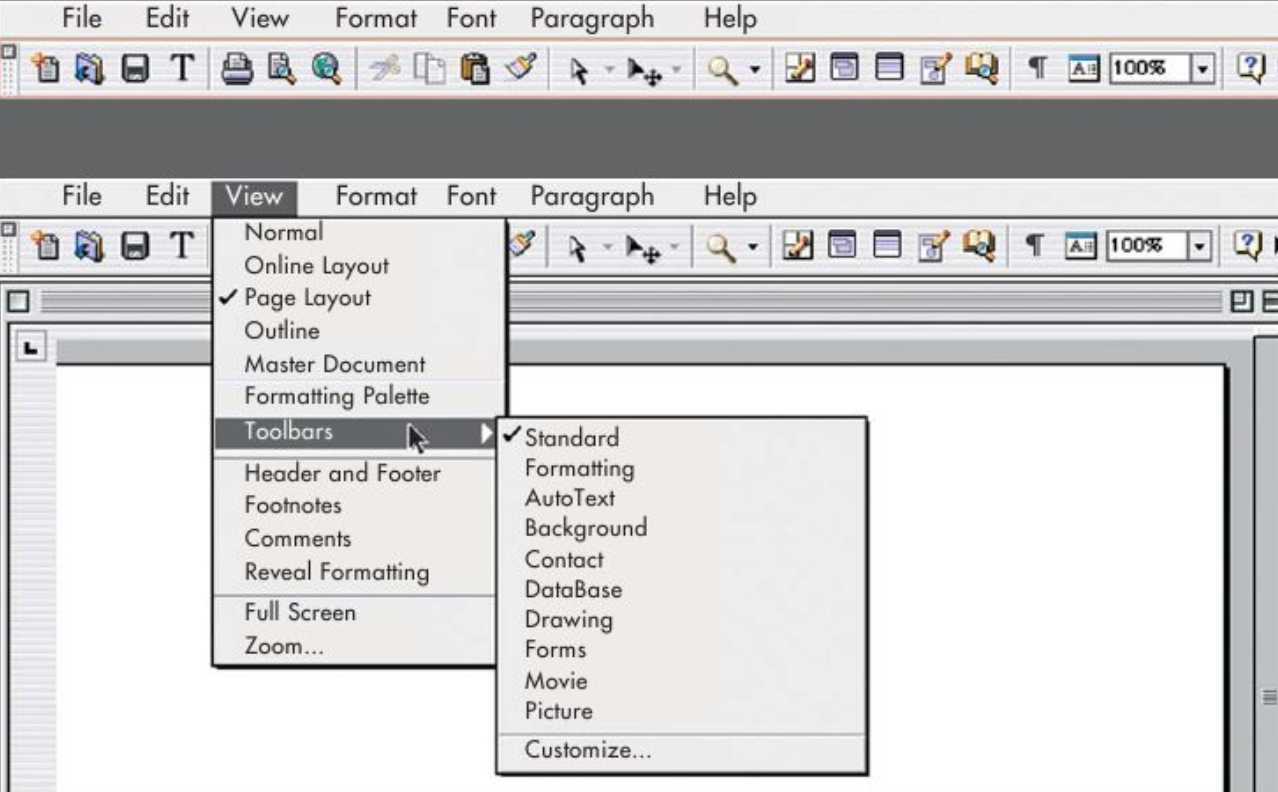 File Edit View Format Font Paragraph Help
T ¶ A 100% ?
File Edit View Format Font Paragraph Help
T ¶ A 100% ?
Normal
Online Layout
✓ Page Layout
Outline
Master Document
Formatting Palette
Toolbars
Header and Footer
Footnotes
Comments
Reveal Formatting
Full Screen
Zoom...
✓ Standard
Formatting
AutoText
Background
Contact
DataBase
Drawing
Forms
Movie
Picture
Customize...